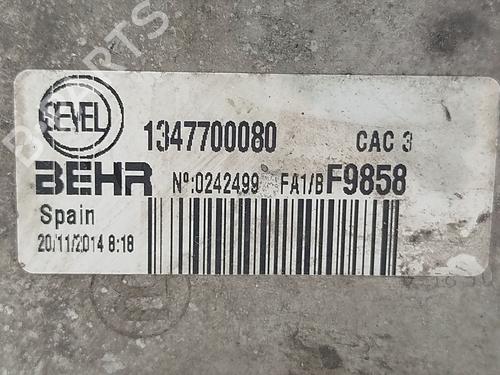 SEVEL
1347700080 CAC 3
BEHR Nº:0242499 FA1/B F9858
Spain
20/11/2014 8:18